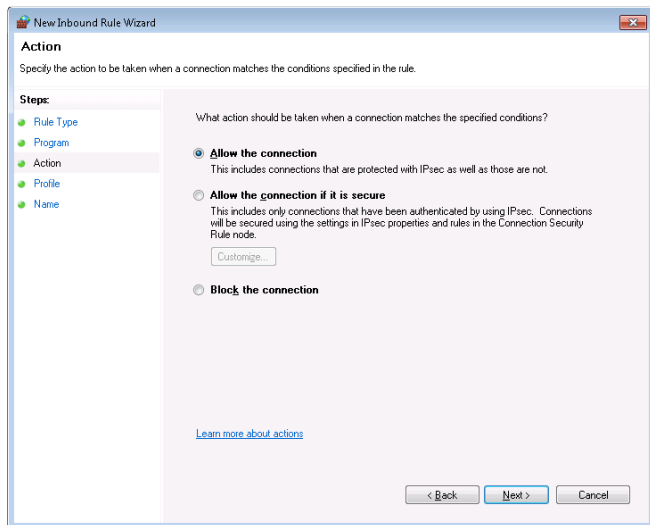 New Inbound Rule Wizard
Action
Specify the action to be taken when a connection matches the conditions specified in the rule.
Steps:
Rule Type
Program
Action
Profile
Name
What action should be taken when a connection matches the specified conditions?
Allow the connection
This includes connections that are protected with IPsec as well as those are not.
Allow the connection if it is secure
This includes only connections that have been authenticated by using IPsec. Connections
will be secured using the settings in IPsec properties and rules in the Connection Security
Rule node.
Customize...
Block the connection
Learn more about actions
< Back
Next >
Cancel